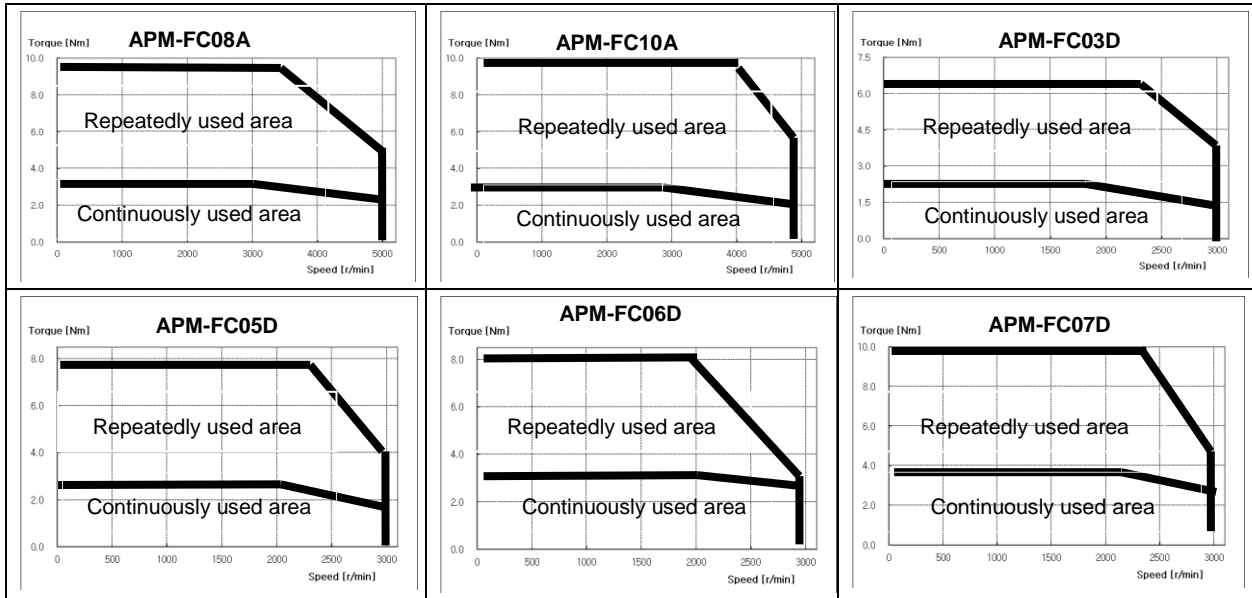 APM-FC08A
Torque [Nm]
10.0
8.0
6.0
4.0
2.0
0.0
Repeatedly used area
Continuously used area
0 1000 2000 3000 4000 5000
Speed [r/min]
APM-FC10A
Torque [Nm]
10.0
8.0
6.0
4.0
2.0
0.0
Repeatedly used area
Continuously used area
0 1000 2000 3000 4000 5000
Speed [r/min]
APM-FC03D
Torque [Nm]
7.5
6.0
4.5
3.0
1.5
0.0
Repeatedly used area
Continuously used area
0 500 1000 1500 2000 2500 3000
Speed [r/min]
APM-FC05D
Torque [Nm]
8.0
6.0
4.0
2.0
0.0
Repeatedly used area
Continuously used area
0 500 1000 1500 2000 2500 3000
Speed [r/min]
APM-FC06D
Torque [Nm]
8.0
6.0
4.0
2.0
0.0
Repeatedly used area
Continuously used area
0 500 1000 1500 2000 2500 3000
Speed [r/min]
APM-FC07D
Torque [Nm]
10.0
8.0
6.0
4.0
2.0
0.0
Repeatedly used area
Continuously used area
0 500 1000 1500 2000 2500 3000
Speed [r/min]